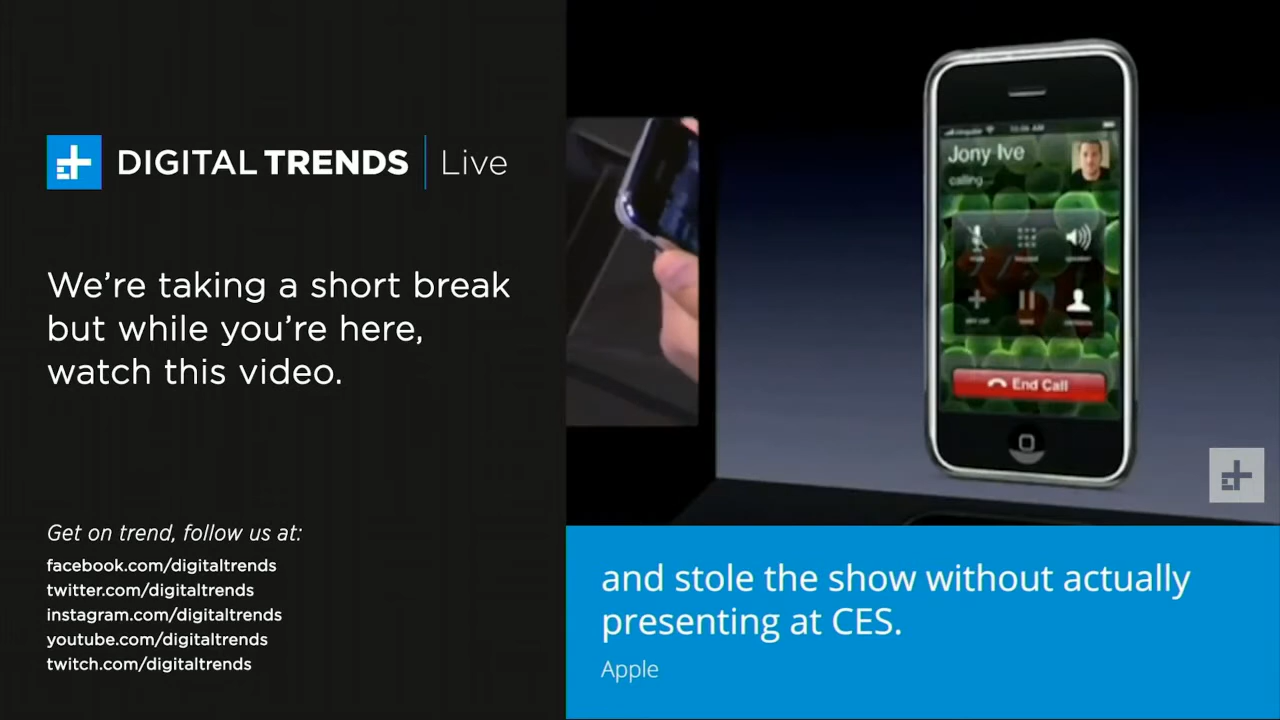 DIGITAL TRENDS | Live
We're taking a short break
but while you're here,
watch this video.
Get on trend, follow us at:
facebook.com/digitaltrends
twitter.com/digitaltrends
instagram.com/digitaltrends
youtube.com/digitaltrends
twitch.com/digitaltrends
Jony Ive
calling...
End Call
and stole the show without actually
presenting at CES.
Apple